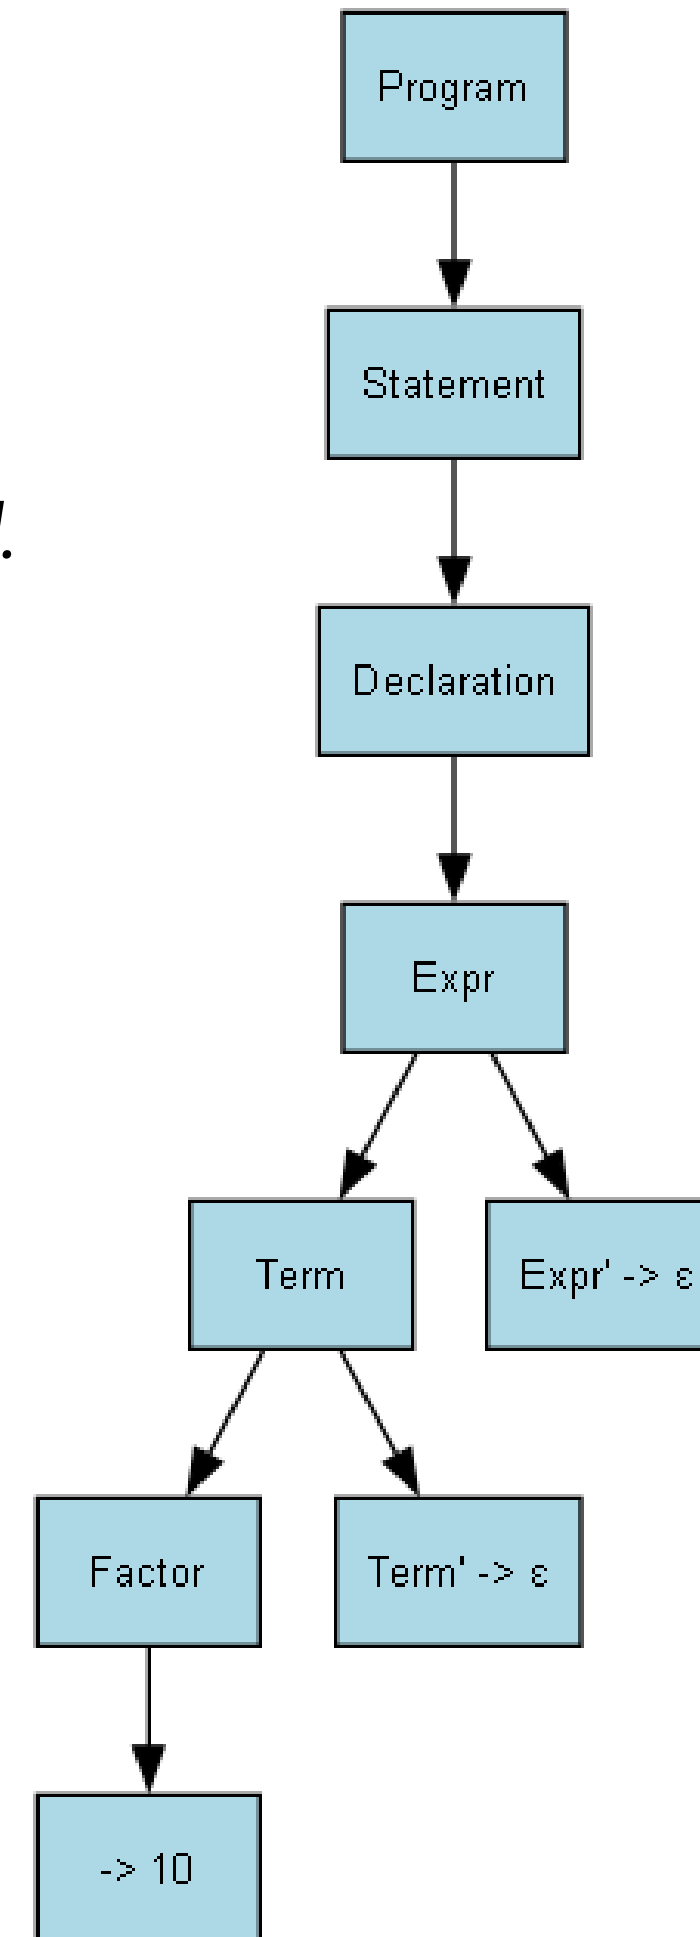 Program
Statement
Declaration
Expr
Term
Expr' -> ε
Factor
Term' -> ε
-> 10